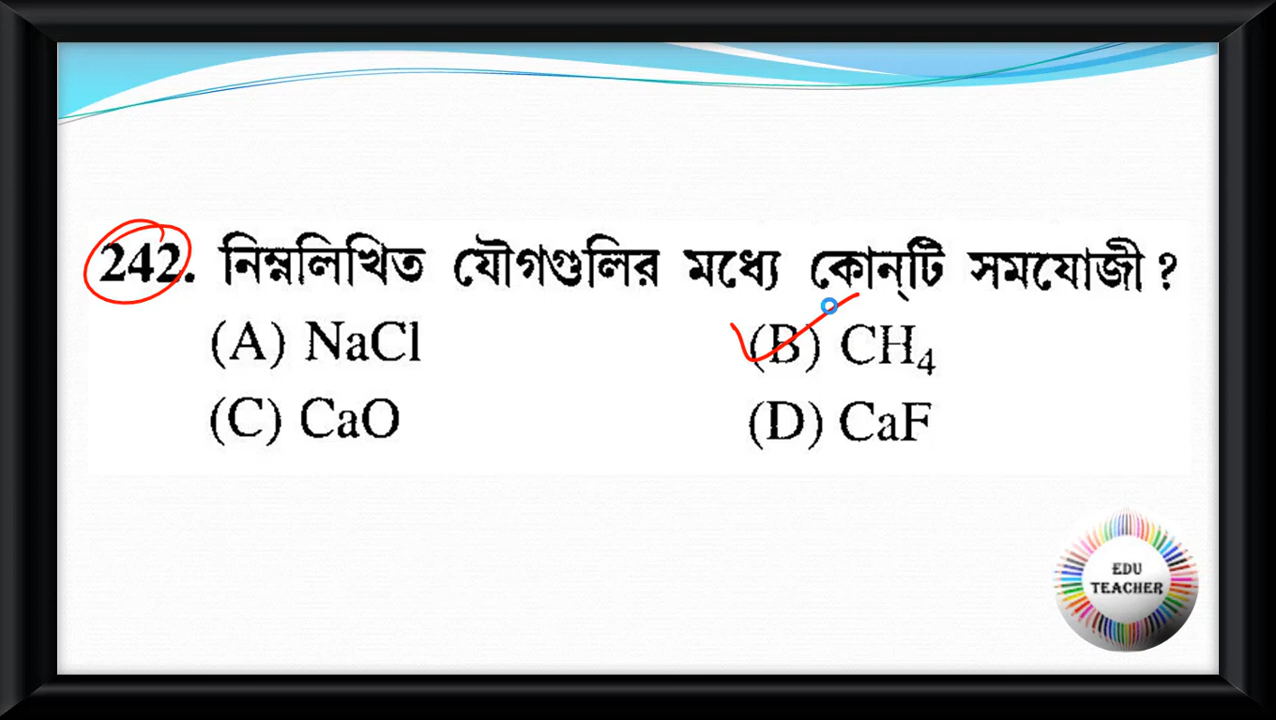 242. নিম্নলিখিত যৌগগুলির মধ্যে কোন্‌টি সমযোজী ?
(A) NaCl (B) CH₄
(C) CaO (D) CaF
EDU
TEACHER